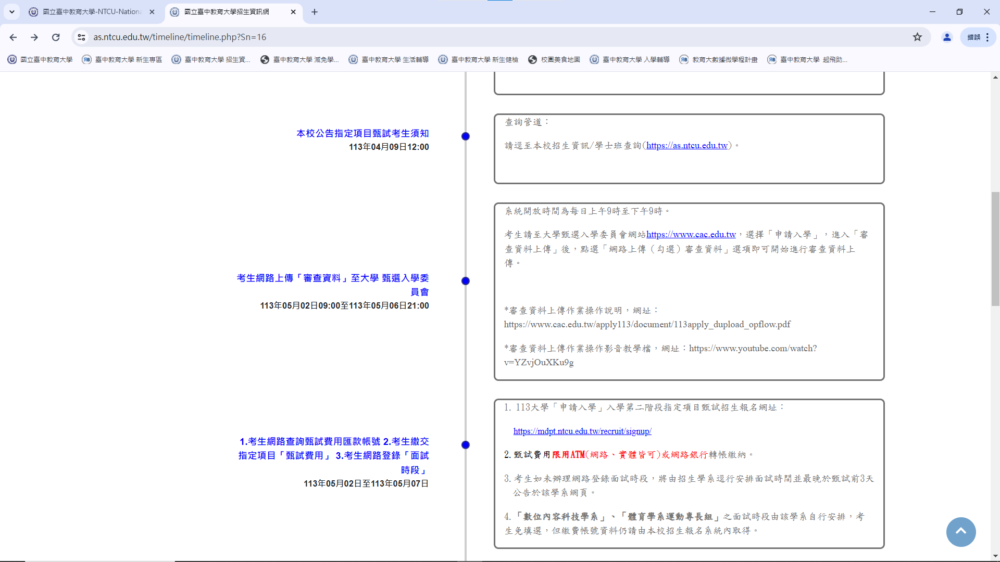 國立臺中教育大學-NTCU-Nationa
國立臺中教育大學招生資訊網
as.ntcu.edu.tw/timeline/timeline.php?Sn=16
錯誤
國立臺中教育大學
臺中教育大學 新生專區
臺中教育大學 招生資...
臺中教育大學 減免學...
臺中教育大學 生活輔導
臺中教育大學 新生健檢
校園美食地圖
臺中教育大學 入學輔導
教育大數據微學程計畫
臺中教育大學 起飛助...
本校公告指定項目甄試考生須知
113年04月09日12:00
查詢管道：
請逕至本校招生資訊/學士班查詢(https://as.ntcu.edu.tw)。
考生網路上傳「審查資料」至大學 甄選入學委
員會
113年05月02日09:00至113年05月06日21:00
系統開放時間為每日上午9時至下午9時。
考生請至大學甄選入學委員會網站https://www.cac.edu.tw，選擇「申請入學」，進入「審
查資料上傳」後，點選「網路上傳（勾選）審查資料」選項即可開始進行審查資料上
傳。
*審查資料上傳作業操作說明，網址：
https://www.cac.edu.tw/apply113/document/113apply_dupload_opflow.pdf
*審查資料上傳作業操作影音教學檔，網址：https://www.youtube.com/watch?
v=YZvjOuXKu9g
1.考生網路查詢甄試費用匯款帳號 2.考生繳交
指定項目「甄試費用」 3.考生網路登錄「面試
時段」
113年05月02日至113年05月07日
1. 113大學「申請入學」入學第二階段指定項目甄試招生報名網址：
https://mdpt.ntcu.edu.tw/recruit/signup/
2. 甄試費用限用ATM(網路、實體皆可)或網路銀行轉帳繳納。
3. 考生如未辦理網路登錄面試時段，將由招生學系逕行安排面試時間並最晚於甄試前3天
公告於該學系網頁。
4. 「數位內容科技學系」、「體育學系運動專長組」之面試時段由該學系自行安排，考
生免填選，但繳費帳號資料仍請由本校招生報名系統內取得。